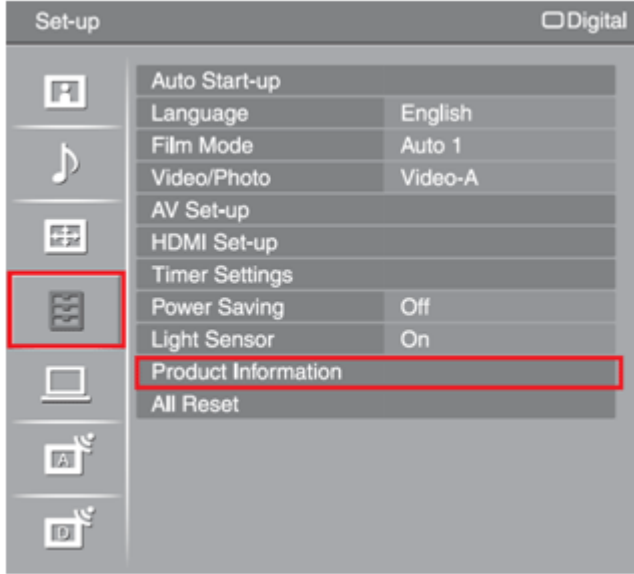 Set-up Digital
Auto Start-up
Language English
Film Mode Auto 1
Video/Photo Video-A
AV Set-up
HDMI Set-up
Timer Settings
Power Saving Off
Light Sensor On
Product Information
All Reset
A
D